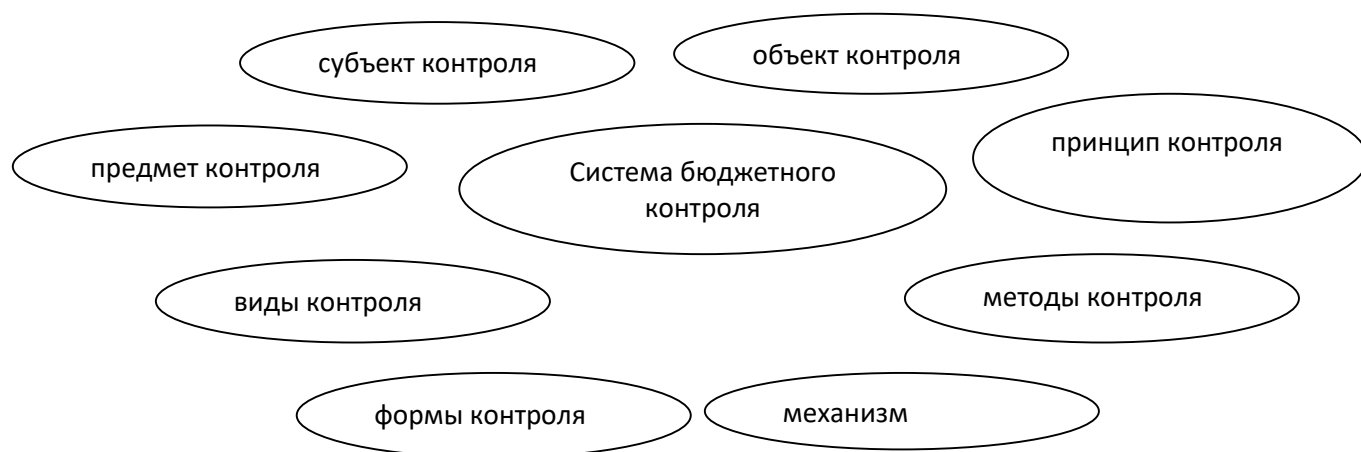 субъект контроля
объект контроля
предмет контроля
Система бюджетного
контроля
принцип контроля
виды контроля
методы контроля
формы контроля
механизм